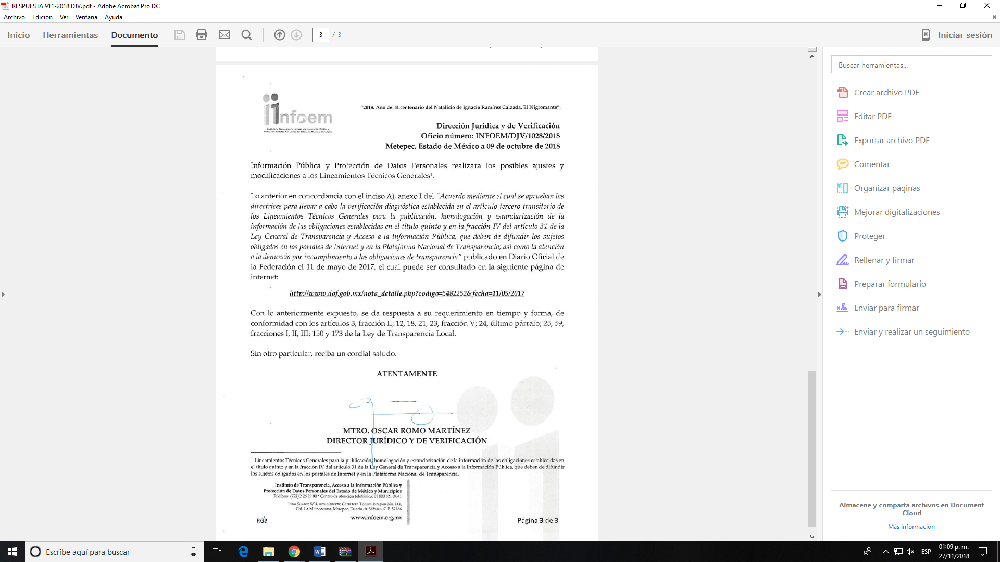 RESPUESTA 911-2018 DJV.pdf - Adobe Acrobat Pro DC
Archivo Edición Ver Ventana Ayuda
Inicio Herramientas Documento 3 / 3 Iniciar sesión
infoem
Instituto de Transparencia, Acceso a la Información Pública y
Protección de Datos Personales del Estado de México y Municipios
"2018. Año del Bicentenario del Natalicio de Ignacio Ramírez Calzada, El Nigromante".
Dirección Jurídica y de Verificación
Oficio número: INFOEM/DJV/1028/2018
Metepec, Estado de México a 09 de octubre de 2018
Información Pública y Protección de Datos Personales realizara los posibles ajustes y
modificaciones a los Lineamientos Técnicos Generales¹.
Lo anterior en concordancia con el inciso A), anexo I del "Acuerdo mediante el cual se aprueban las
directrices para llevar a cabo la verificación diagnóstica establecida en el artículo tercero transitorio de
los Lineamientos Técnicos Generales para la publicación, homologación y estandarización de la
información de las obligaciones establecidas en el título quinto y en la fracción IV del artículo 31 de la
Ley General de Transparencia y Acceso a la Información Pública, que deben de difundir los sujetos
obligados en los portales de Internet y en la Plataforma Nacional de Transparencia; así como la atención
a la denuncia por incumplimiento a las obligaciones de transparencia" publicado en Diario Oficial de
la Federación el 11 de mayo de 2017, el cual puede ser consultado en la siguiente página de
internet:
http://www.dof.gob.mx/nota_detalle.php?codigo=5482252&fecha=11/05/2017
Con lo anteriormente expuesto, se da respuesta a su requerimiento en tiempo y forma, de
conformidad con los artículos 3, fracción II; 12, 18, 21, 23, fracción V; 24, último párrafo; 25, 59,
fracciones I, II, III; 150 y 173 de la Ley de Transparencia Local.
Sin otro particular, reciba un cordial saludo.
ATENTAMENTE
MTRO. OSCAR ROMO MARTÍNEZ
DIRECTOR JURÍDICO Y DE VERIFICACIÓN
¹ Lineamientos Técnicos Generales para la publicación, homologación y estandarización de la información de las obligaciones establecidas en
el título quinto y en la fracción IV del artículo 31 de la Ley General de Transparencia y Acceso a la Información Pública, que deben de difundir
los sujetos obligados en los portales de Internet y en la Plataforma Nacional de Transparencia.
Instituto de Transparencia, Acceso a la Información Pública y
Protección de Datos Personales del Estado de México y Municipios
Teléfono: (722) 2 26 19 80 * Centro de atención telefónica: 01 800 821 04 41
Pino Suárez S/N, actualmente Carretera Toluca-Ixtapan No. 111,
Col. La Michoacana, Metepec, Estado de México, C.P. 52166
www.infoem.org.mx
RGB
Página 3 de 3
Buscar herramientas...
Crear archivo PDF
Editar PDF
Exportar archivo PDF
Comentar
Organizar páginas
Mejorar digitalizaciones
Proteger
Rellenar y firmar
Preparar formulario
Enviar para firmar
Enviar y realizar un seguimiento
Almacene y comparta archivos en Document
Cloud
Más información
Escribe aquí para buscar
ESP
01:09 p. m.
27/11/2018